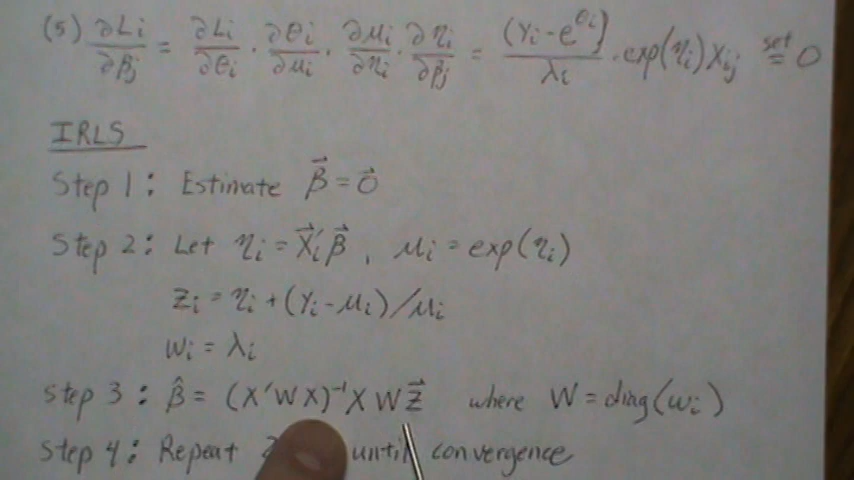 (5) ∂Li/∂βj = ∂Li/∂θi · ∂θi/∂μi · ∂μi/∂ηi · ∂ηi/∂βj = (Yi - e^θi)/λi · exp(ηi) Xij set = 0
IRLS
Step 1: Estimate β⃗ = 0⃗
Step 2: Let ηi = X⃗i'β⃗, μi = exp(ηi)
Zi = ηi + (Yi - μi)/μi
wi = λi
Step 3: β̂ = (X'WX)⁻¹X WZ⃗ where W = diag(wi)
Step 4: Repeat until convergence